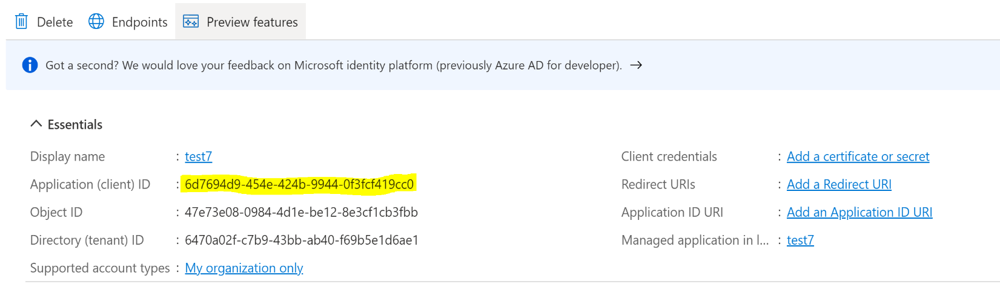 Delete Endpoints Preview features
Got a second? We would love your feedback on Microsoft identity platform (previously Azure AD for developer). →
Essentials
Display name : test7
Application (client) ID : 6d7694d9-454e-424b-9944-0f3fcf419cc0
Object ID : 47e73e08-0984-4d1e-be12-8e3cf1cb3fbb
Directory (tenant) ID : 6470a02f-c7b9-43bb-ab40-f69b5e1d6ae1
Supported account types : My organization only
Client credentials : Add a certificate or secret
Redirect URIs : Add a Redirect URI
Application ID URI : Add an Application ID URI
Managed application in l... : test7